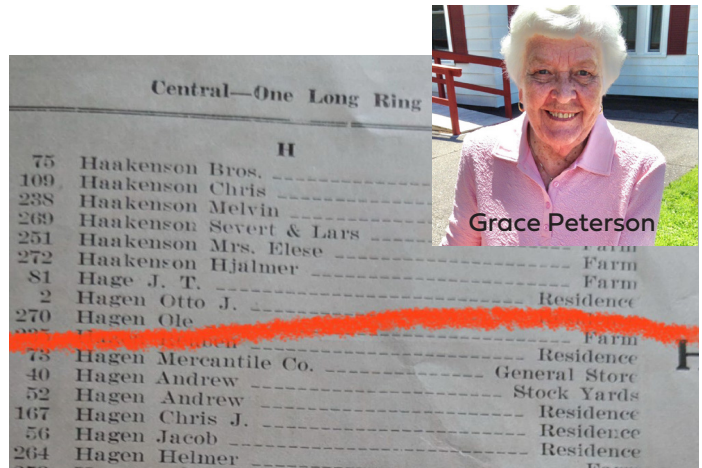 Central—One Long Ring
H
75 Haakenson Bros.
109 Haakenson Chris
238 Haakenson Melvin
269 Haakenson Severt & Lars
251 Haakenson Mrs. Elese Farm
272 Haakenson Hjalmer Farm
81 Hage J. T.
2 Hagen Otto J. Residence
270 Hagen Ole
Farm
73 Hagen Mercantile Co. Residence
40 Hagen Andrew General Store
52 Hagen Andrew Stock Yards
167 Hagen Chris J. Residence
56 Hagen Jacob Residence
264 Hagen Helmer Residence
Grace Peterson